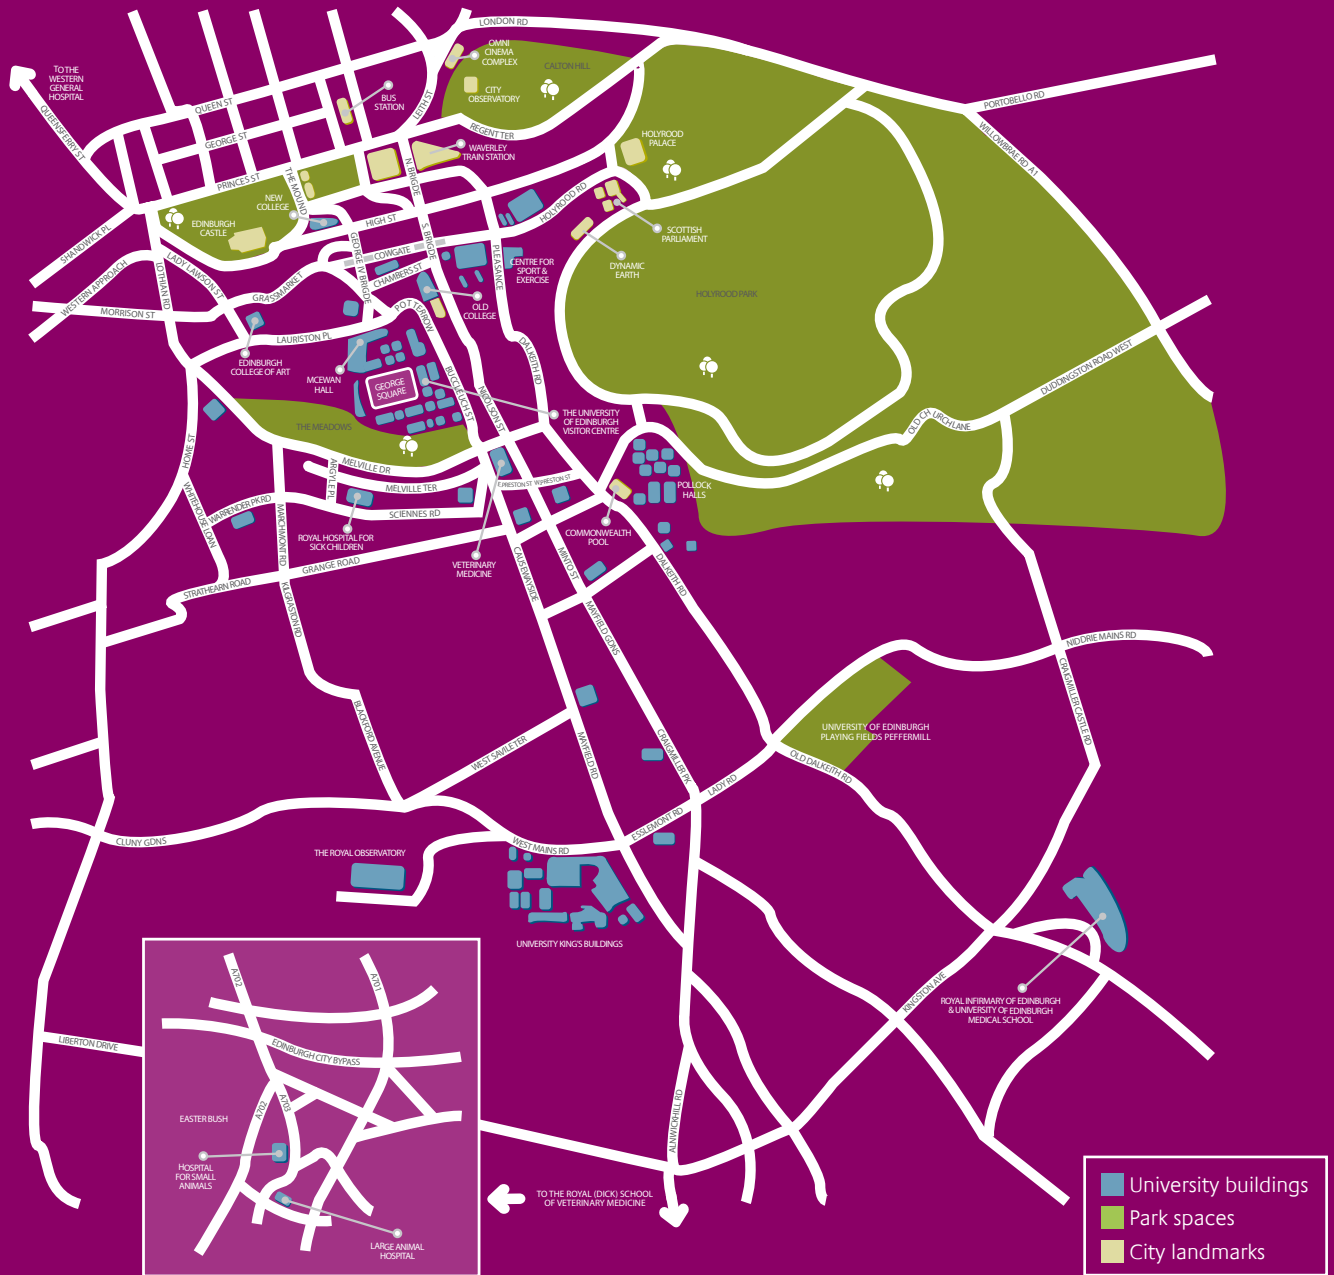 LONDON RD
TO THE
WESTERN
GENERAL
HOSPITAL
OMNI
CINEMA
COMPLEX
CALTON HILL
CITY
OBSERVATORY
BUS
STATION
QUEEN ST
LEITH ST
PORTOBELLO RD
QUEENSFERRY ST
GEORGE ST
REGENT TER
WILLOWBRAE RD A1
HOLYROOD
PALACE
WAVERLEY
TRAIN STATION
PRINCES ST
THE MOUND
N. BRIGDE
NEW
COLLEGE
HOLYROOD RD
EDINBURGH
CASTLE
HIGH ST
SHANDWICK PL
SCOTTISH
PARLIAMENT
GEORGE IV BRIGDE
COWGATE
S. BRIGDE
PLEASANCE
CENTRE FOR
SPORT &
EXERCISE
DYNAMIC
EARTH
WESTERN APPROACH
LOTHIAN RD
LADY LAWSON ST
GRASSMARKET
CHAMBERS ST
HOLYROOD PARK
MORRISON ST
POTTERROW
OLD
COLLEGE
LAURISTON PL
EDINBURGH
COLLEGE OF ART
MCEWAN
HALL
GEORGE
SQUARE
BUCCLEUCH ST
NICOLSON ST
DALKEITH RD
DUDDINGSTON ROAD WEST
THE UNIVERSITY
OF EDINBURGH
VISITOR CENTRE
OLD CHURCH LANE
THE MEADOWS
HOME ST
MELVILLE DR
ARGYLE PL
MELVILLE TER
E.PRESTON ST
W.PRESTON ST
POLLOCK
HALLS
WHITEHOUSE LOAN
WARRENDER PK RD
MARCHMONT RD
SCIENNES RD
ROYAL HOSPITAL FOR
SICK CHILDREN
COMMONWEALTH
POOL
VETERINARY
MEDICINE
CAUSEWAYSIDE
MINTO ST
DALKEITH RD
GRANGE ROAD
STRATHEARN ROAD
KILGRASTON RD
MAYFIELD GDNS
NIDDRIE MAINS RD
CRAIGMILLER CASTLE RD
BLACKFORD AVENUE
WEST SAVILE TER
MAYFIELD RD
CRAIGMILLER PK
UNIVERSITY OF EDINBURGH
PLAYING FIELDS PEFFERMILL
OLD DALKEITH RD
LADY RD
ESSLEMONT RD
CLUNY GDNS
WEST MAINS RD
THE ROYAL OBSERVATORY
UNIVERSITY KING'S BUILDINGS
KINGSTON AVE
ROYAL INFIRMARY OF EDINBURGH
& UNIVERSITY OF EDINBURGH
MEDICAL SCHOOL
LIBERTON DRIVE
A702
A701
EDINBURGH CITY BYPASS
A702
A703
EASTER BUSH
HOSPITAL
FOR SMALL
ANIMALS
LARGE ANIMAL
HOSPITAL
ALNWICKHILL RD
TO THE ROYAL (DICK) SCHOOL
OF VETERINARY MEDICINE
University buildings
Park spaces
City landmarks